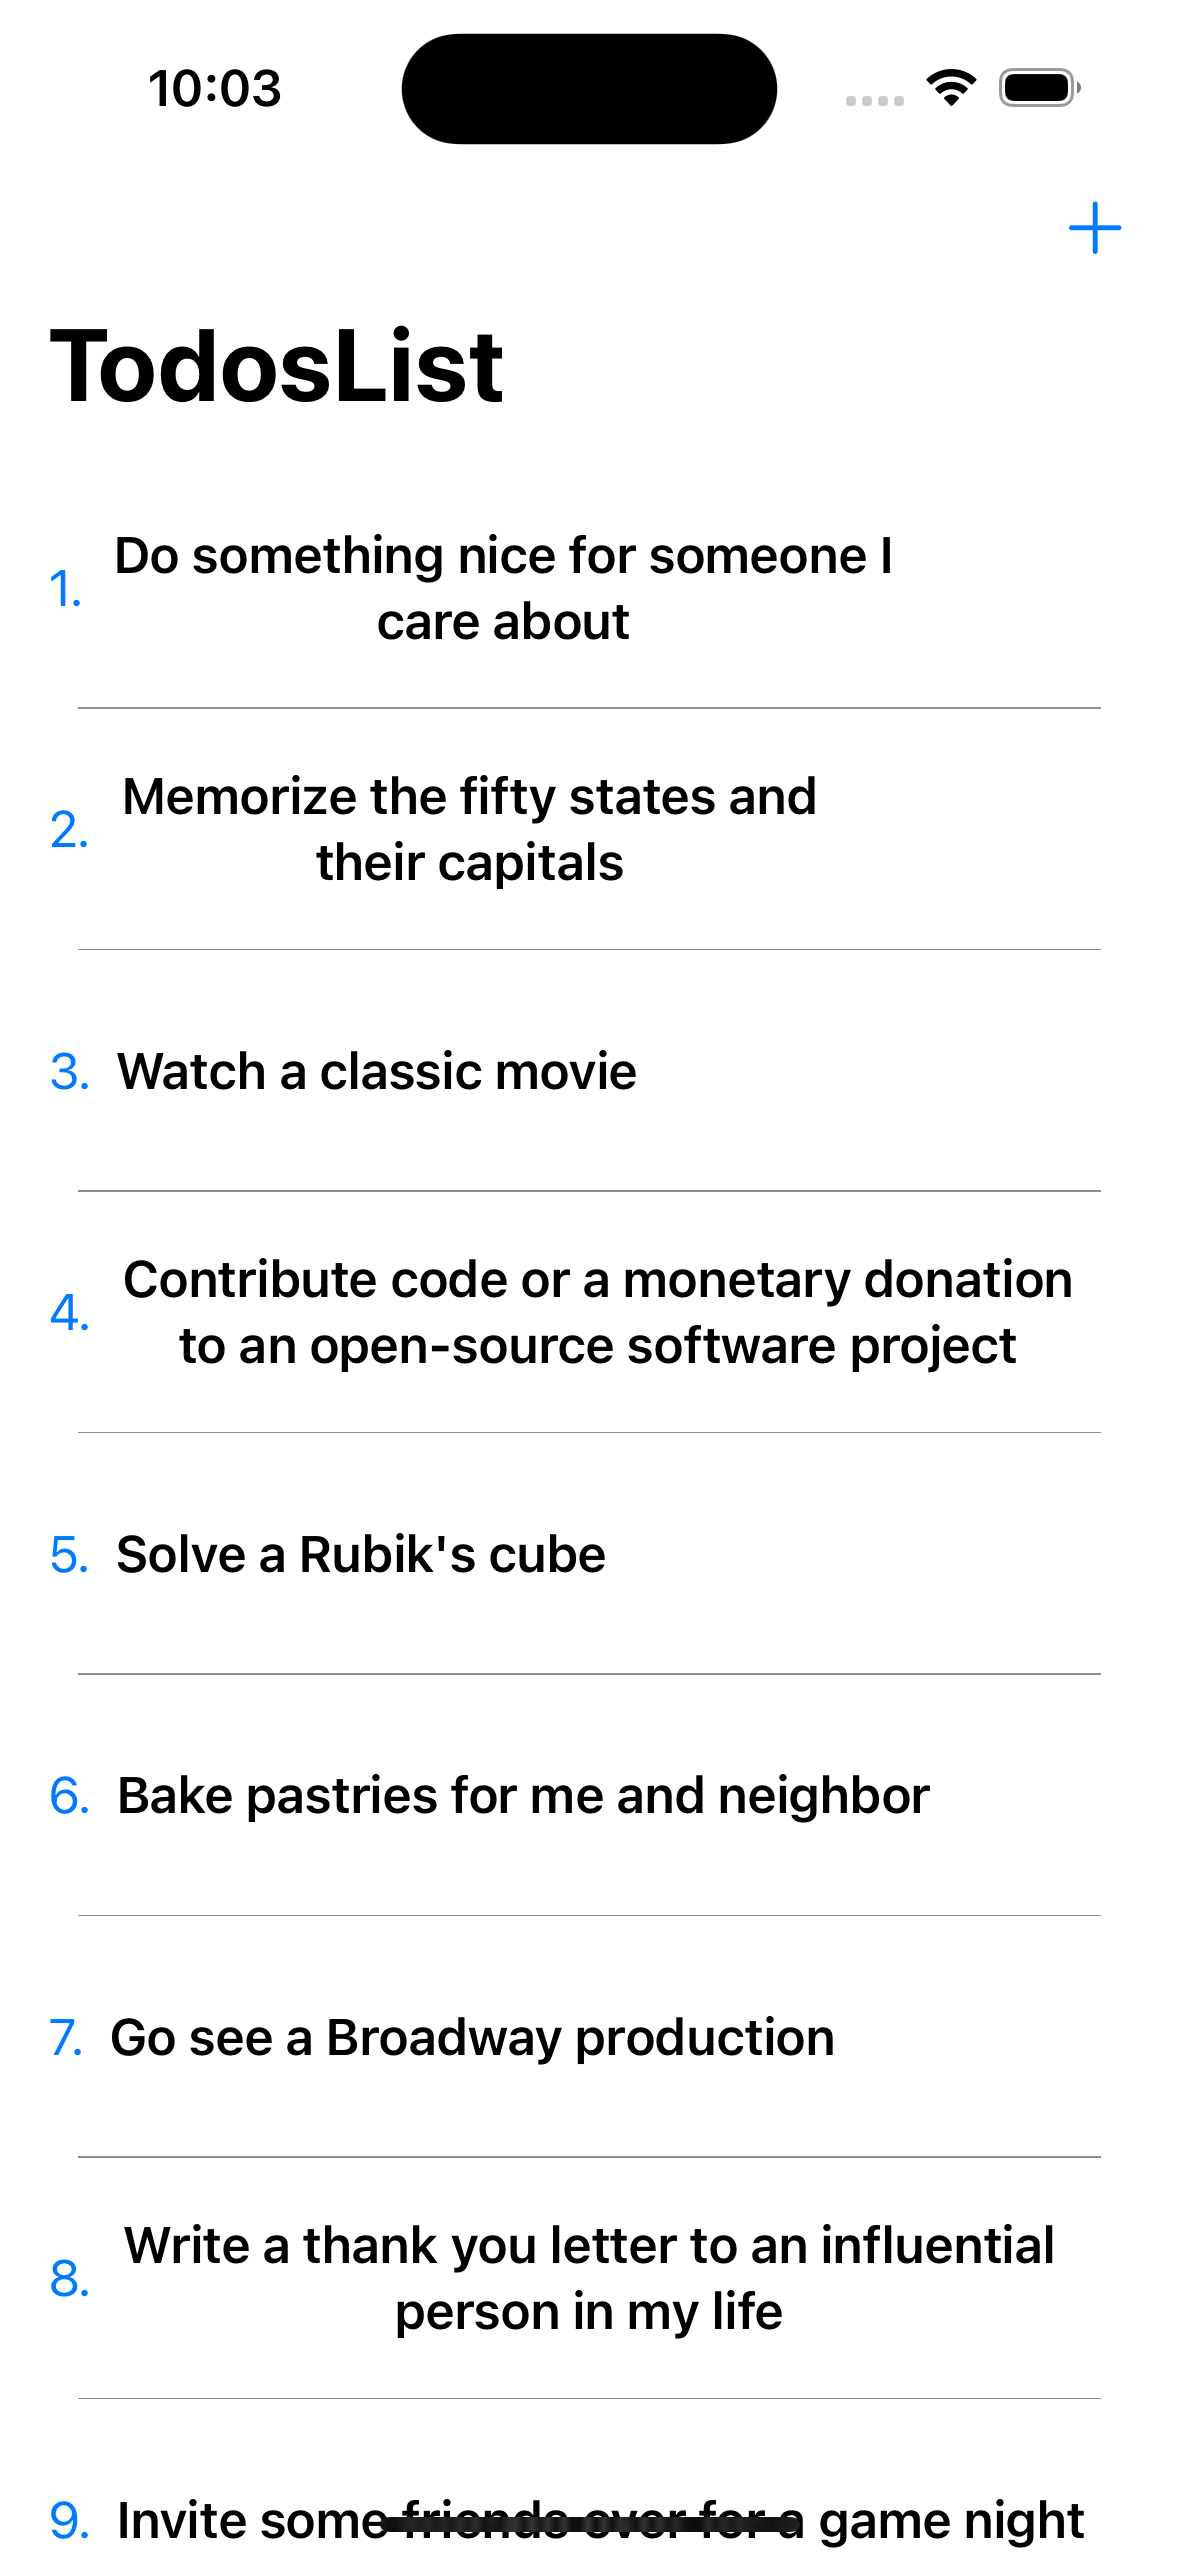 10:03
TodosList
1. Do something nice for someone I
care about
2. Memorize the fifty states and
their capitals
3. Watch a classic movie
4. Contribute code or a monetary donation
to an open-source software project
5. Solve a Rubik's cube
6. Bake pastries for me and neighbor
7. Go see a Broadway production
8. Write a thank you letter to an influential
person in my life
9. Invite some friends over for a game night